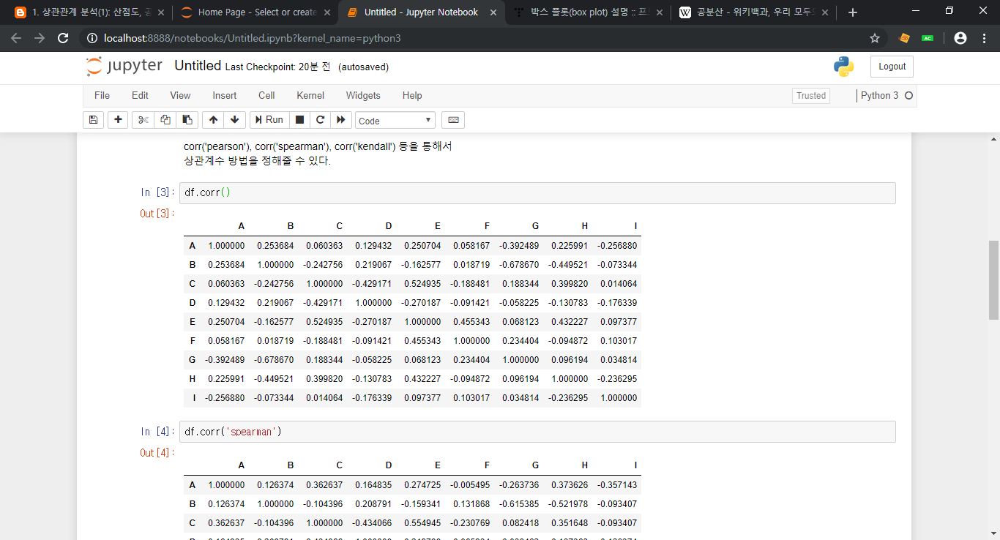 1. 상관관계 분석(1): 산점도, 공
Home Page - Select or create
Untitled - Jupyter Notebook
박스 플롯(box plot) 설명 :: 프
공분산 - 위키백과, 우리 모두의
localhost:8888/notebooks/Untitled.ipynb?kernel_name=python3
AC
jupyter Untitled Last Checkpoint: 20분 전 (autosaved)
Logout
File Edit View Insert Cell Kernel Widgets Help
Trusted
Python 3
Run
Code
corr('pearson'), corr('spearman'), corr('kendall') 등을 통해서
상관계수 방법을 정해줄 수 있다.
In [3]: df.corr()
Out[3]:
A B C D E F G H I
A 1.000000 0.253684 0.060363 0.129432 0.250704 0.058167 -0.392489 0.225991 -0.256880
B 0.253684 1.000000 -0.242756 0.219067 -0.162577 0.018719 -0.678670 -0.449521 -0.073344
C 0.060363 -0.242756 1.000000 -0.429171 0.524935 -0.188481 0.188344 0.399820 0.014064
D 0.129432 0.219067 -0.429171 1.000000 -0.270187 -0.091421 -0.058225 -0.130783 -0.176339
E 0.250704 -0.162577 0.524935 -0.270187 1.000000 0.455343 0.068123 0.432227 0.097377
F 0.058167 0.018719 -0.188481 -0.091421 0.455343 1.000000 0.234404 -0.094872 0.103017
G -0.392489 -0.678670 0.188344 -0.058225 0.068123 0.234404 1.000000 0.096194 0.034814
H 0.225991 -0.449521 0.399820 -0.130783 0.432227 -0.094872 0.096194 1.000000 -0.236295
I -0.256880 -0.073344 0.014064 -0.176339 0.097377 0.103017 0.034814 -0.236295 1.000000
In [4]: df.corr('spearman')
Out[4]:
A B C D E F G H I
A 1.000000 0.126374 0.362637 0.164835 0.274725 -0.005495 -0.263736 0.373626 -0.357143
B 0.126374 1.000000 -0.104396 0.208791 -0.159341 0.131868 -0.615385 -0.521978 -0.093407
C 0.362637 -0.104396 1.000000 -0.434066 0.554945 -0.230769 0.082418 0.351648 -0.093407